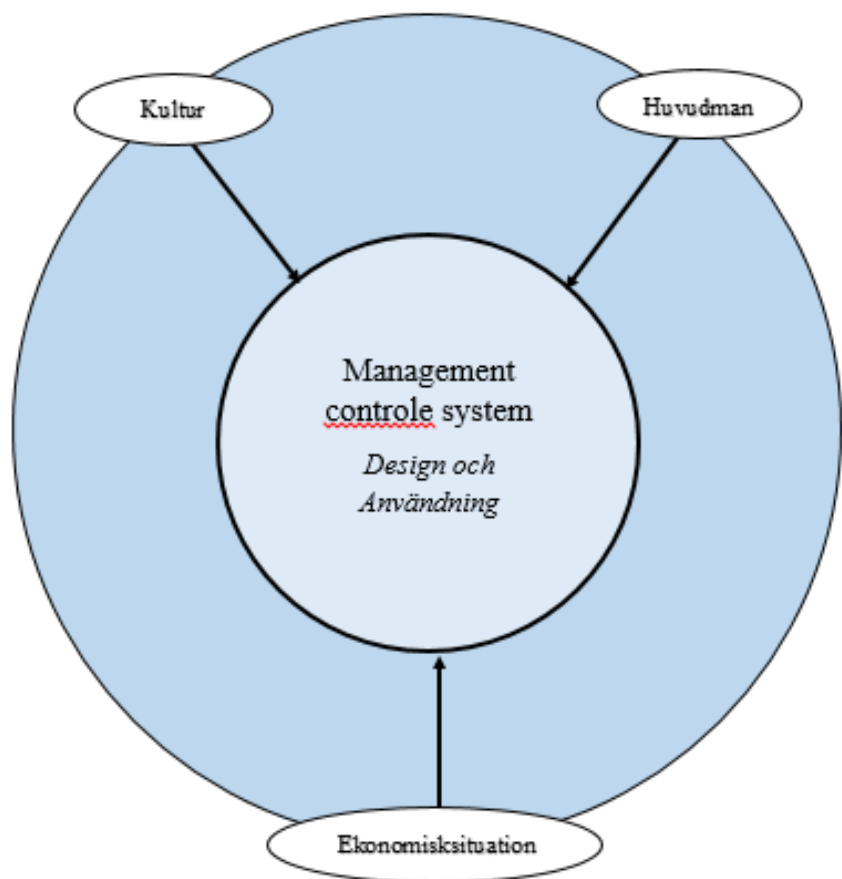 Kultur
Huvudman
Management
controle system
Design och
Användning
Ekonomisksituation